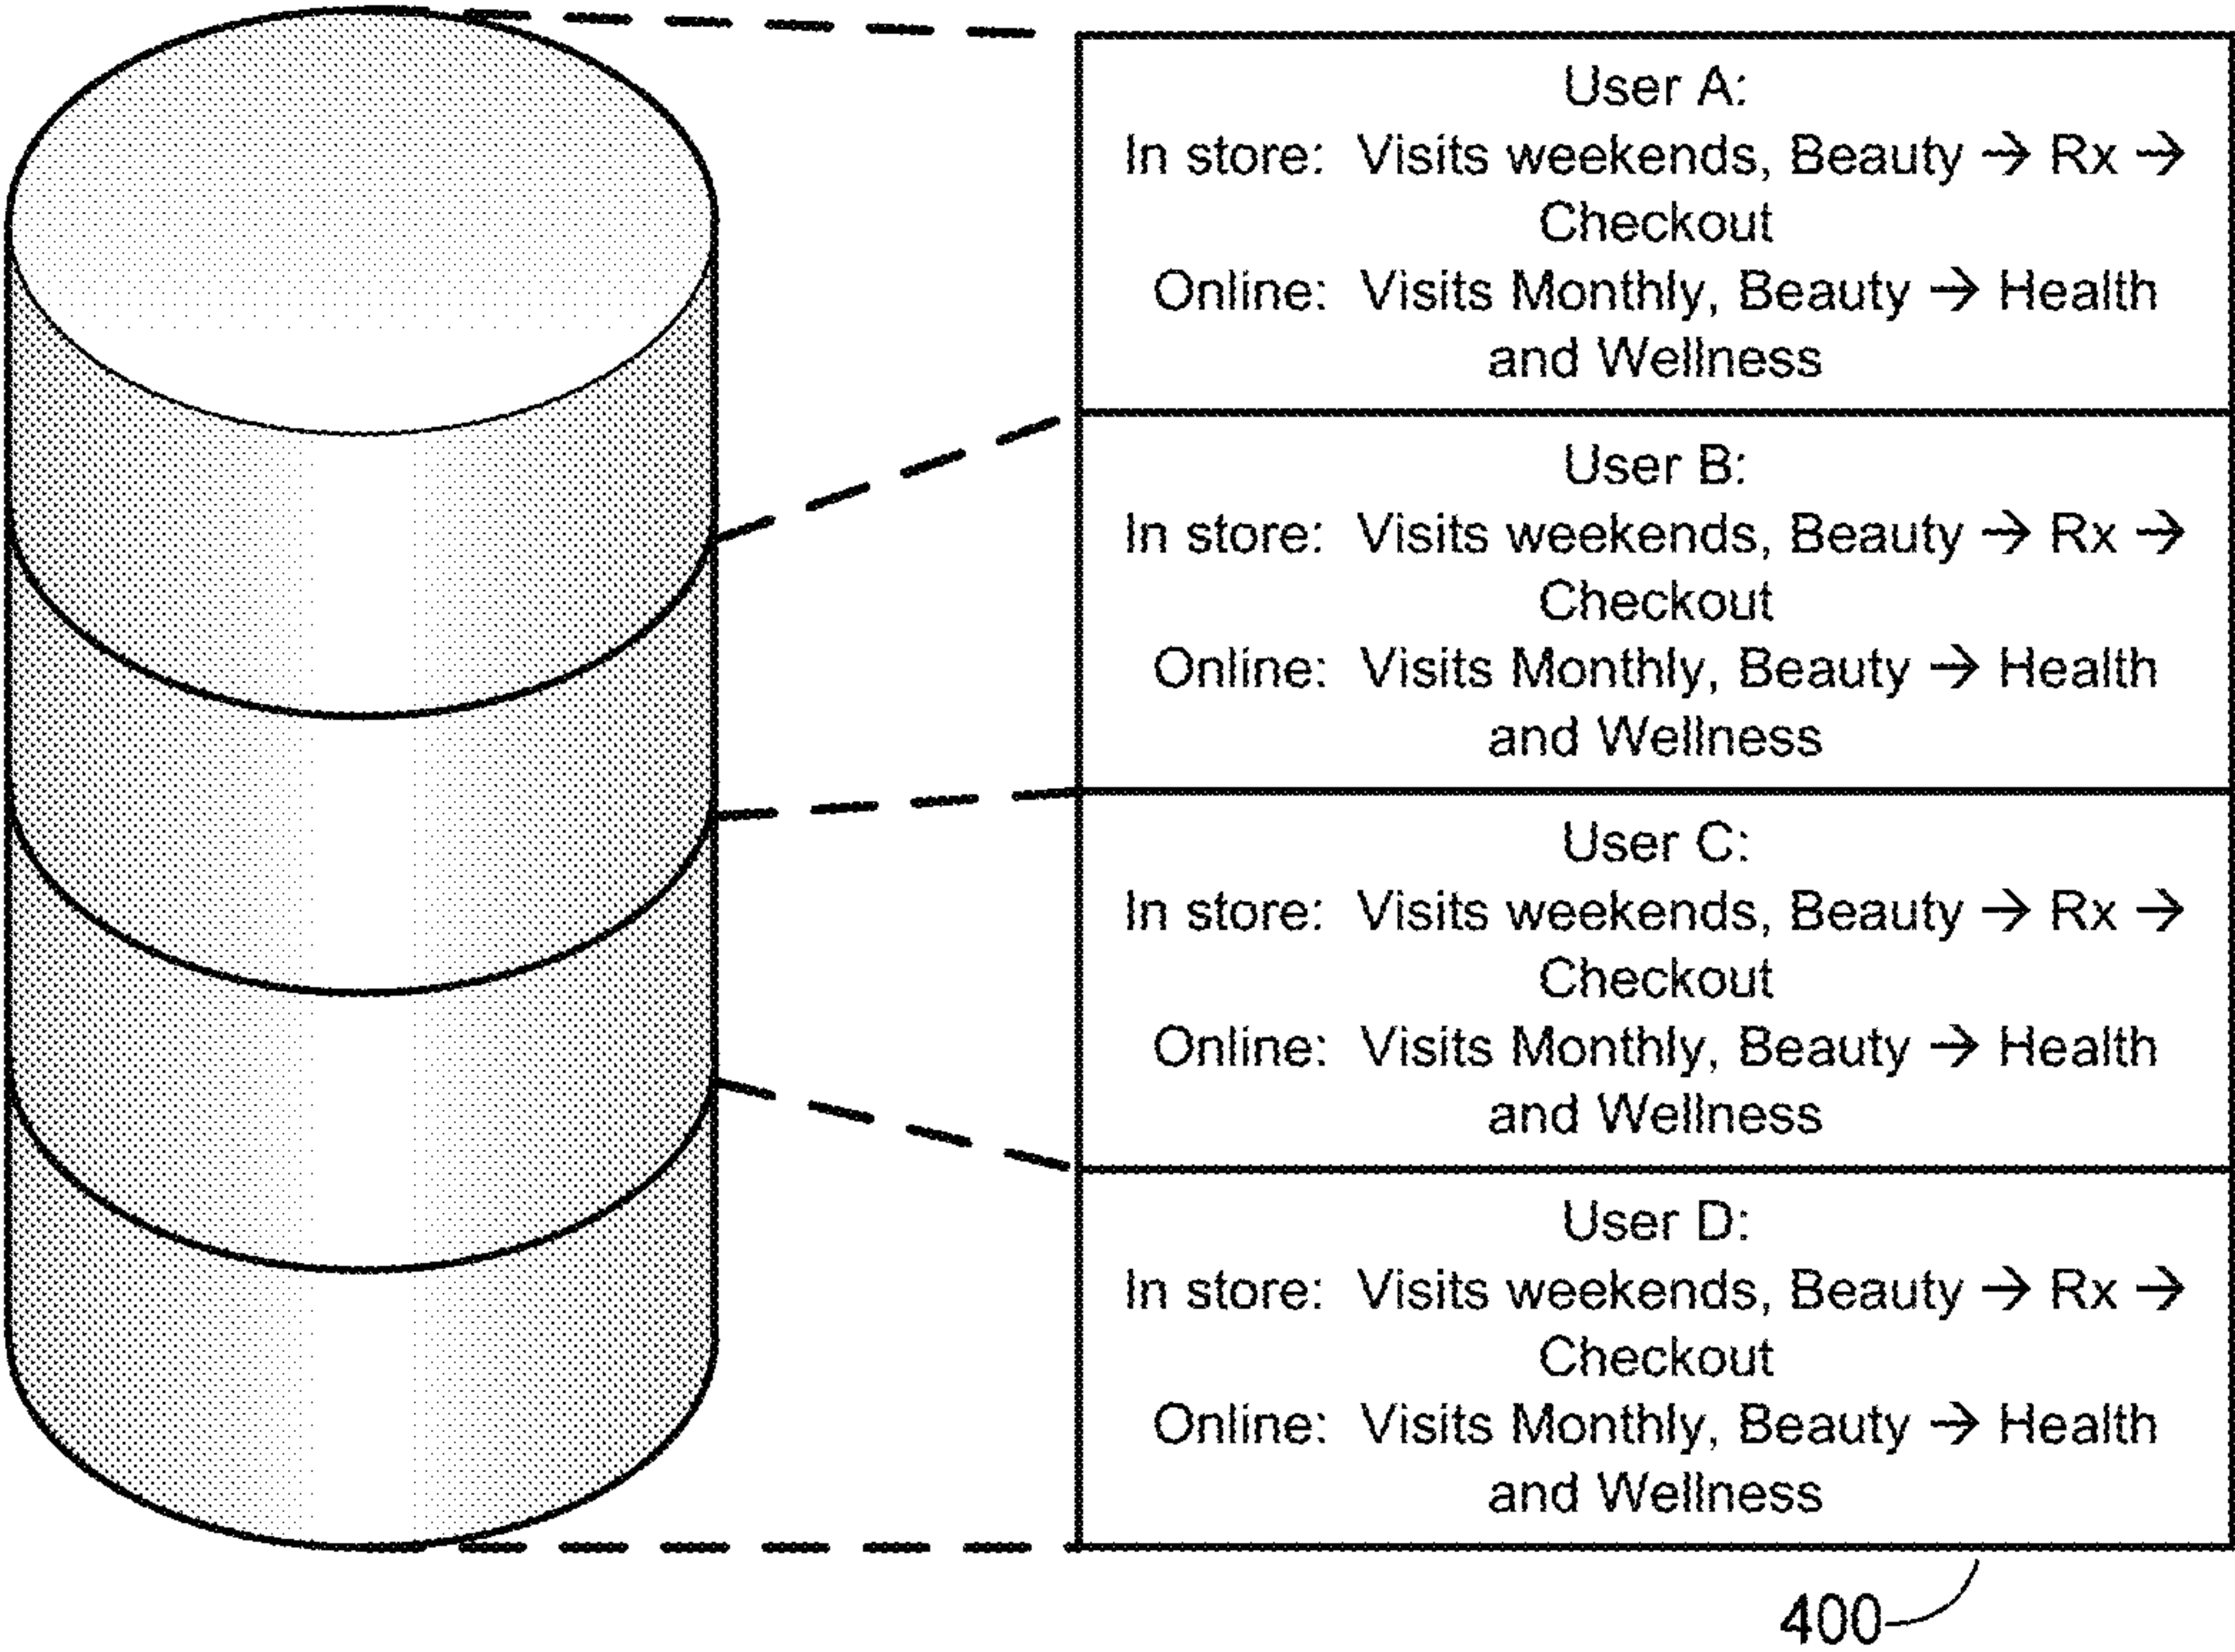 User A:
In store:  Visits weekends, Beauty → Rx →
Checkout
Online:  Visits Monthly, Beauty → Health
and Wellness
User B:
In store:  Visits weekends, Beauty → Rx →
Checkout
Online:  Visits Monthly, Beauty → Health
and Wellness
User C:
In store:  Visits weekends, Beauty → Rx →
Checkout
Online:  Visits Monthly, Beauty → Health
and Wellness
User D:
In store:  Visits weekends, Beauty → Rx →
Checkout
Online:  Visits Monthly, Beauty → Health
and Wellness
400